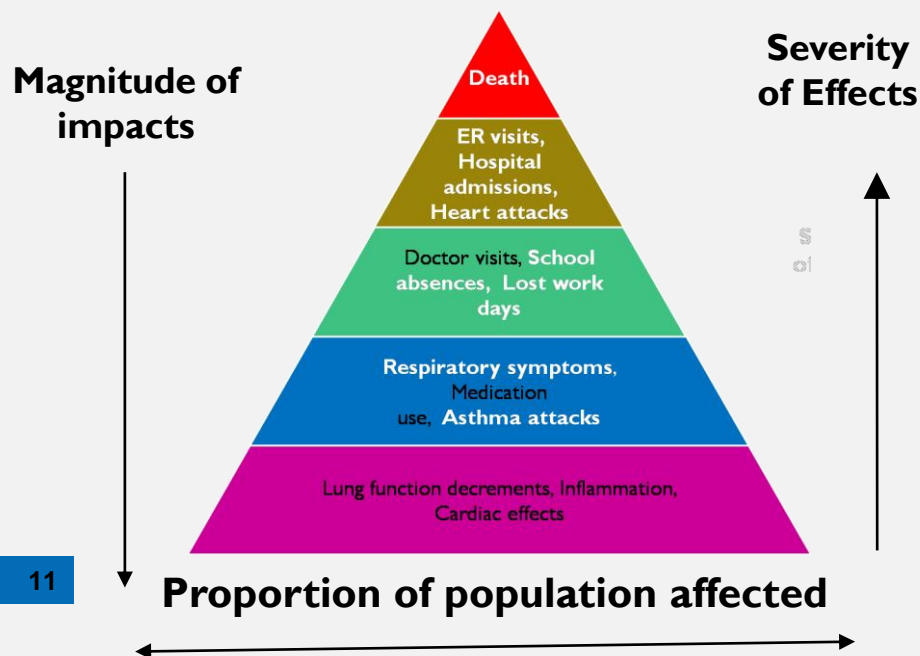 Magnitude of
impacts
Severity
of Effects
Death
ER visits,
Hospital
admissions,
Heart attacks
Doctor visits, School
absences, Lost work
days
Respiratory symptoms,
Medication
use, Asthma attacks
Lung function decrements, Inflammation,
Cardiac effects
11
Proportion of population affected